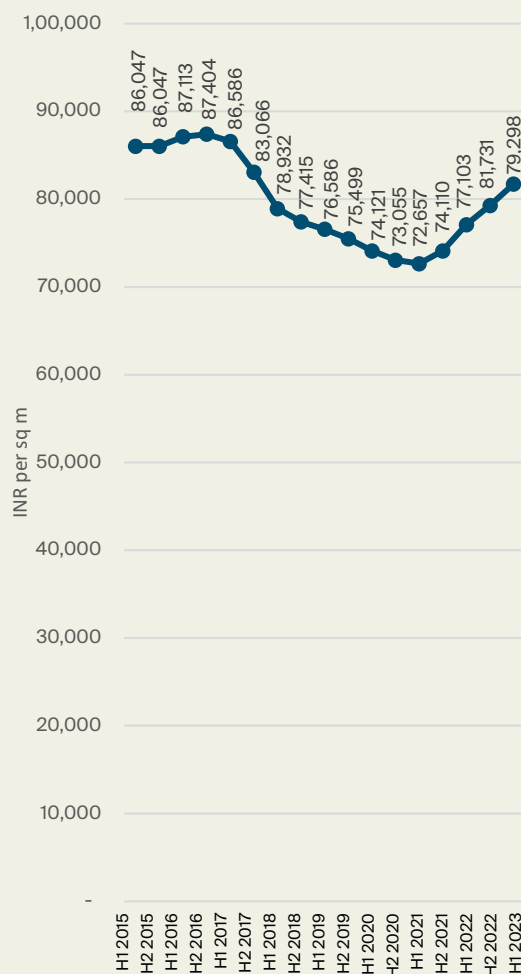 1,00,000
90,000
80,000
70,000
60,000
50,000
40,000
30,000
20,000
10,000
-
INR per sq m
86,047
86,047
87,113
87,404
86,586
83,066
78,932
77,415
76,586
75,499
74,121
73,055
72,657
74,110
77,103
81,731
79,298
H1 2015
H2 2015
H1 2016
H2 2016
H1 2017
H2 2017
H1 2018
H2 2018
H1 2019
H2 2019
H1 2020
H2 2020
H1 2021
H2 2021
H1 2022
H2 2022
H1 2023